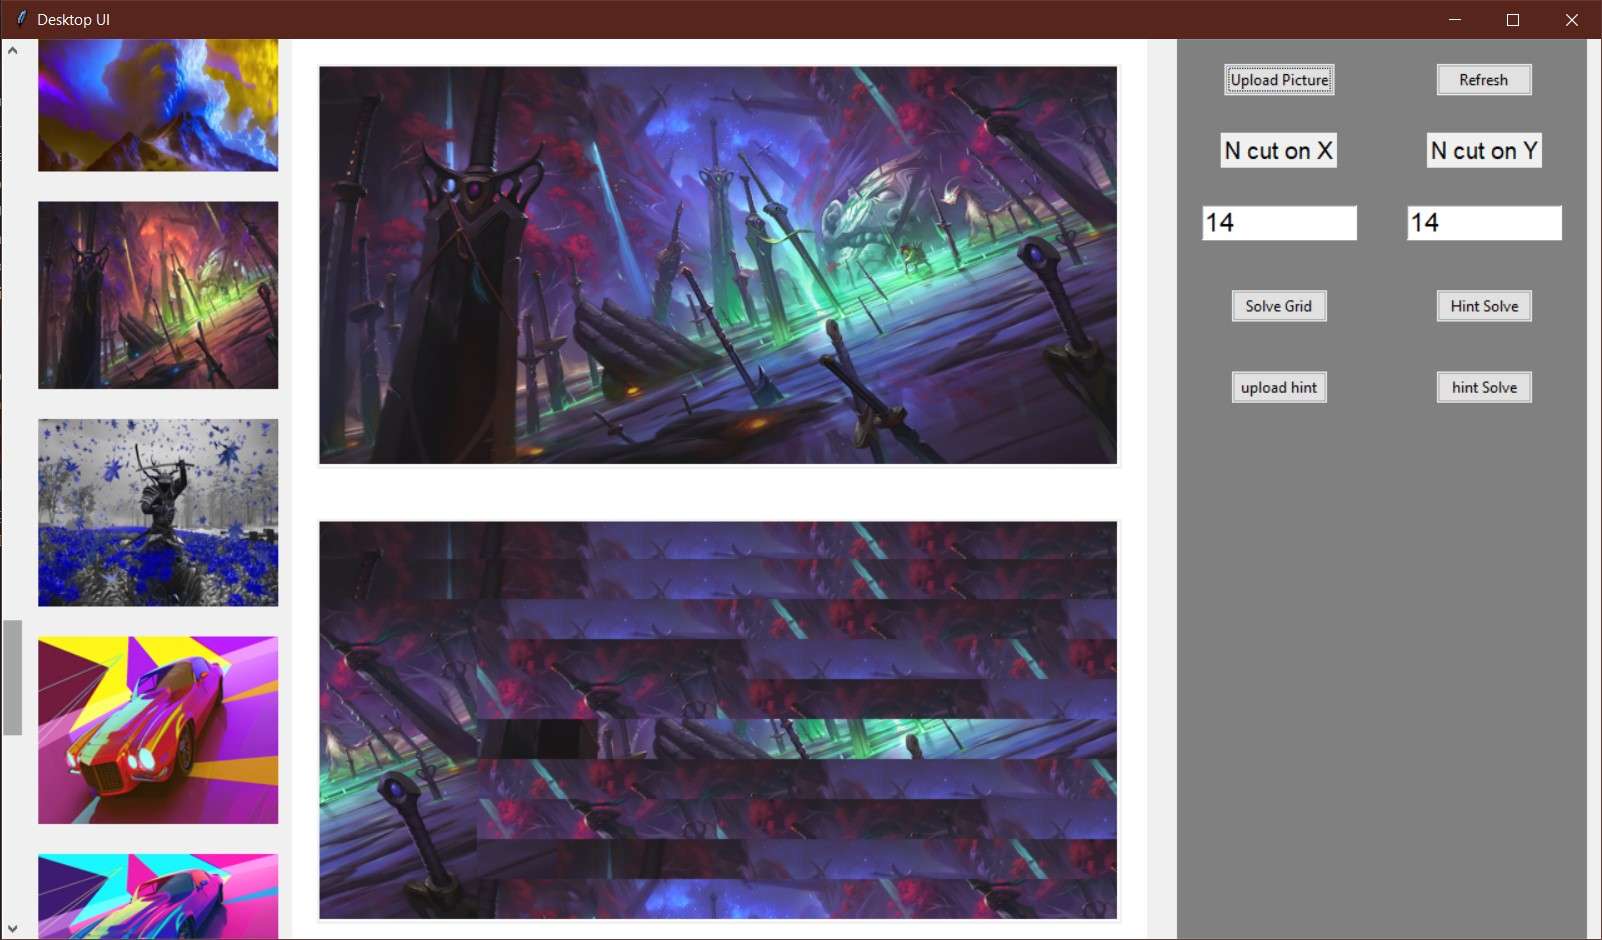 Desktop UI
Upload Picture
Refresh
N cut on X
N cut on Y
14
14
Solve Grid
Hint Solve
upload hint
hint Solve